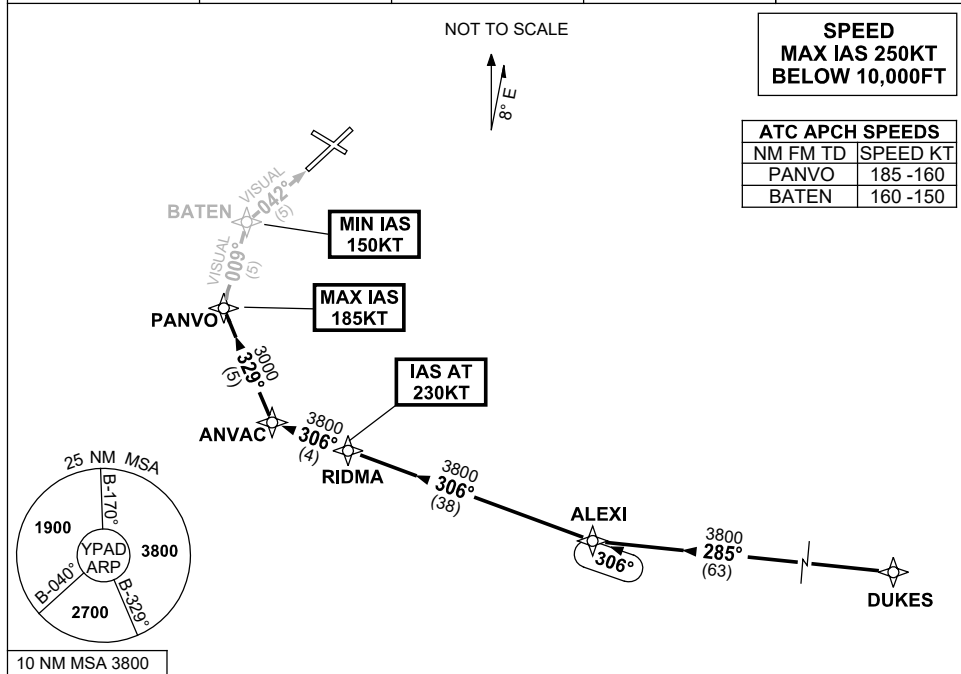 NOT TO SCALE
8° E
SPEED
MAX IAS 250KT
BELOW 10,000FT
ATC APCH SPEEDS
NM FM TD SPEED KT
PANVO 185 -160
BATEN 160 -150
VISUAL
042°
(5)
BATEN
MIN IAS
150KT
VISUAL
009°
(5)
MAX IAS
185KT
PANVO
3000
329°
(5)
IAS AT
230KT
ANVAC
3800
306°
(4)
RIDMA
3800
306°
(38)
ALEXI
306°
3800
285°
(63)
DUKES
25 NM MSA
B-170°
1900
YPAD
ARP
3800
B-040°
B-329°
2700
10 NM MSA 3800